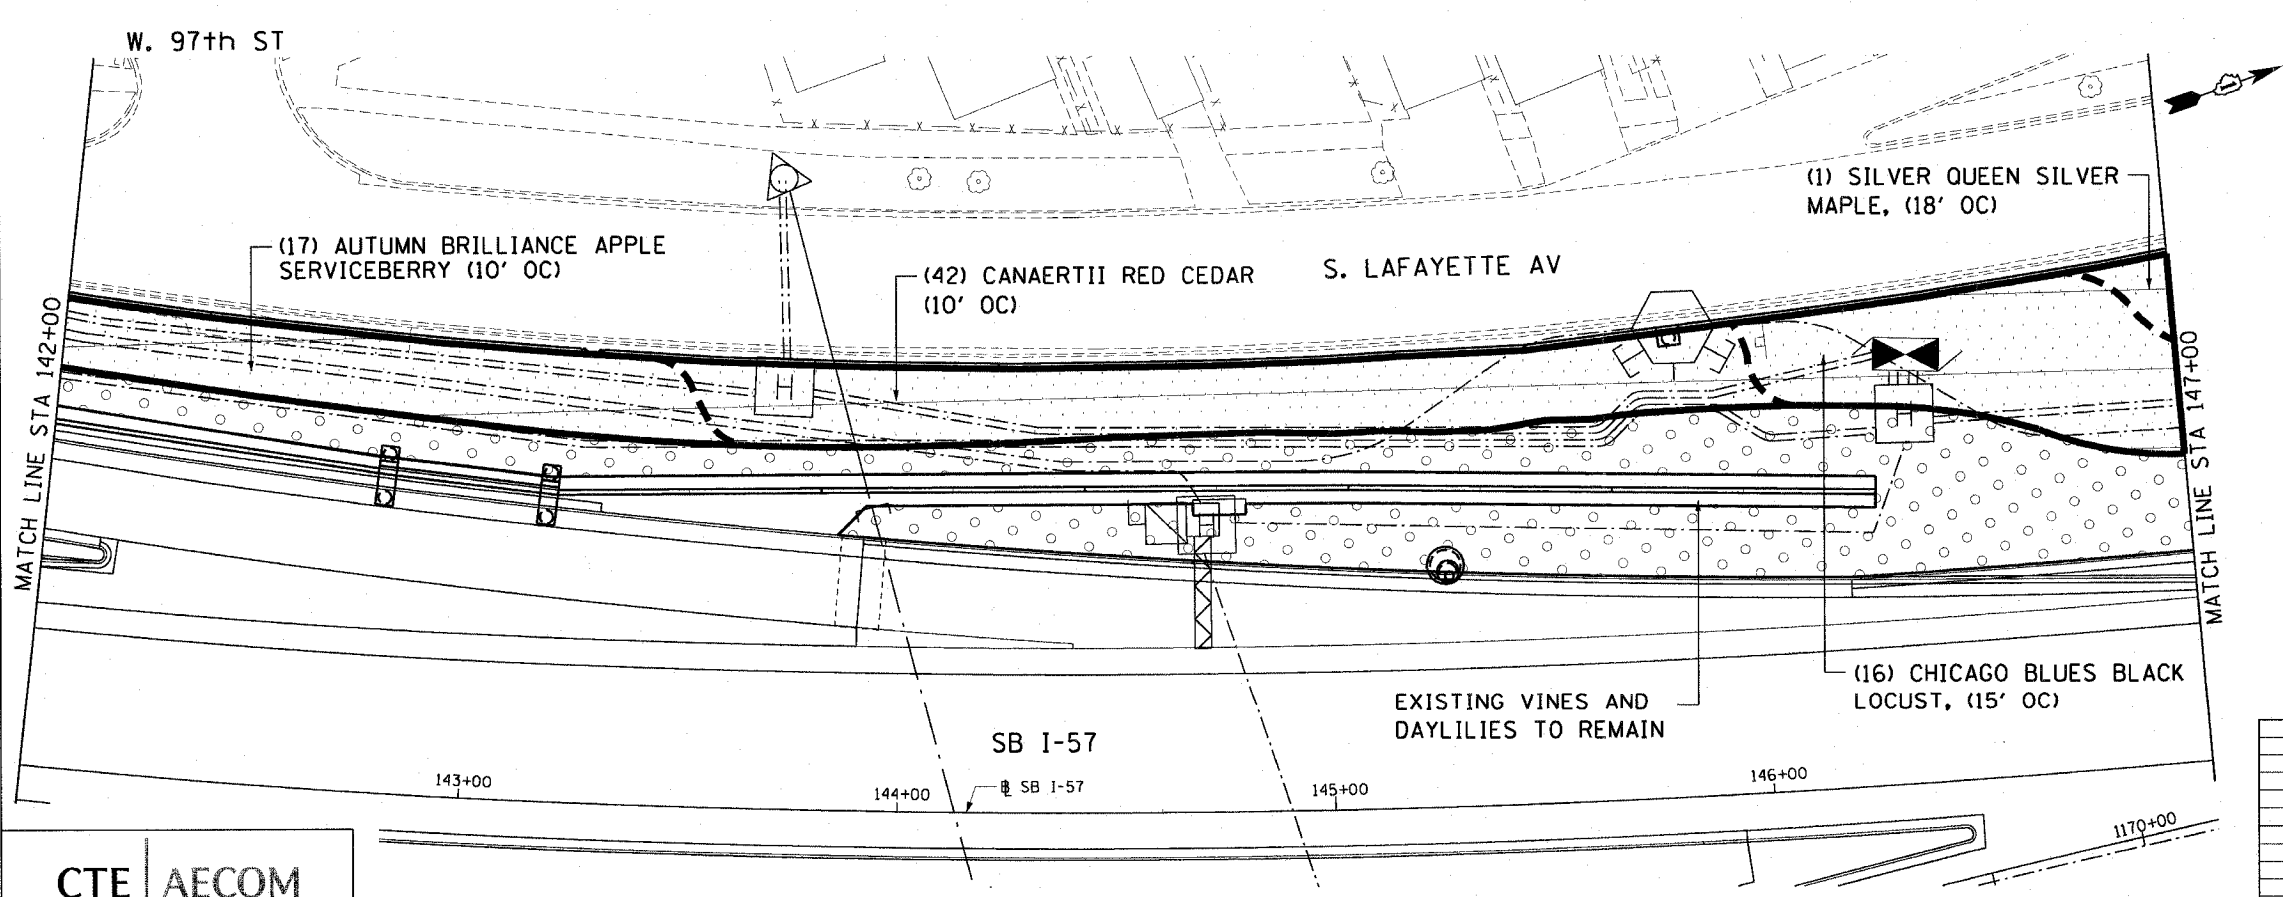 W. 97th ST
(1) SILVER QUEEN SILVER
MAPLE, (18' OC)
(17) AUTUMN BRILLIANCE APPLE
SERVICEBERRY (10' OC)
(42) CANAERTII RED CEDAR
(10' OC)
S. LAFAYETTE AV
MATCH LINE STA 142+00
MATCH LINE STA 147+00
(16) CHICAGO BLUES BLACK
LOCUST, (15' OC)
EXISTING VINES AND
DAYLILIES TO REMAIN
SB I-57
143+00
144+00
SB I-57
145+00
146+00
1170+00
CTE AECOM